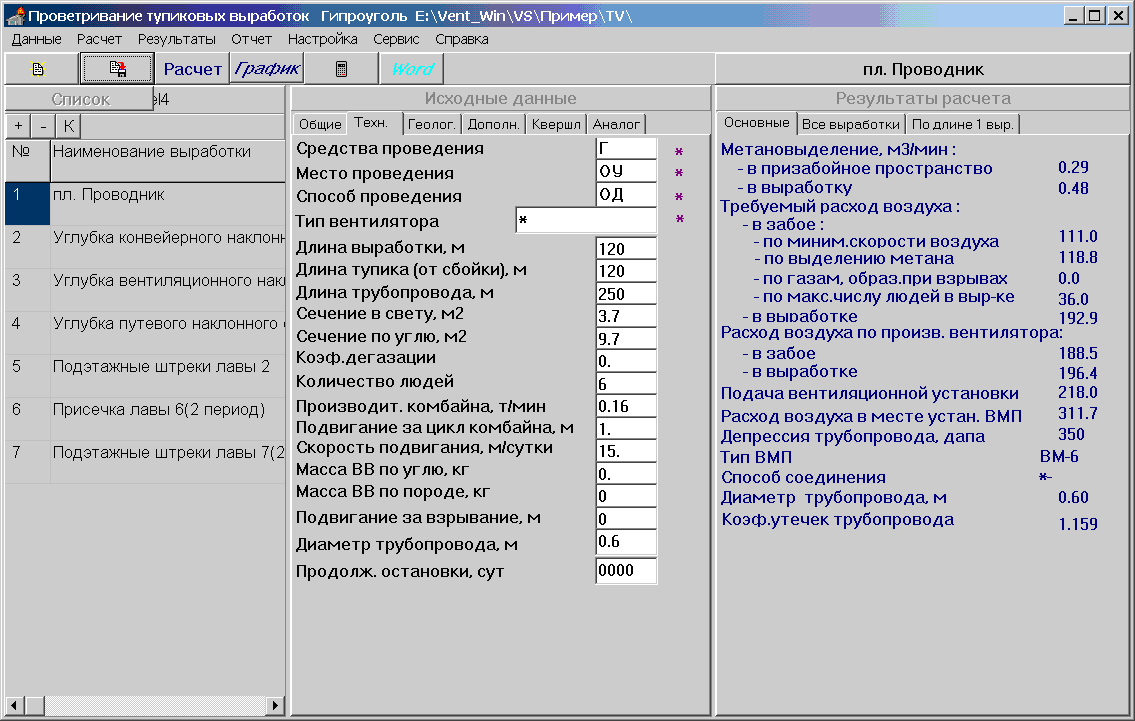 Проветривание тупиковых выработок Гипроуголь E:\Vent_Win\VS\Пример\TV\
Данные Расчет Результаты Отчет Настройка Сервис Справка
Расчет График Word пл. Проводник
Список el4
+ - К
№ Наименование выработки
1 пл. Проводник
2 Углубка конвейерного наклонн
3 Углубка вентиляционного накл
4 Углубка путевого наклонного
5 Подэтажные штреки лавы 2
6 Присечка лавы 6(2 период)
7 Подэтажные штреки лавы 7(2
Исходные данные
Общие Техн. Геолог. Дополн. Квершл Аналог
Средства проведения Г *
Место проведения ОУ *
Способ проведения ОД *
Тип вентилятора * *
Длина выработки, м 120
Длина тупика (от сбойки), м 120
Длина трубопровода, м 250
Сечение в свету, м2 3.7
Сечение по углю, м2 9.7
Коэф.дегазации 0.
Количество людей 6
Производит. комбайна, т/мин 0.16
Подвигание за цикл комбайна, м 1.
Скорость подвигания, м/сутки 15.
Масса ВВ по углю, кг 0.
Масса ВВ по породе, кг 0
Подвигание за взрывание, м 0
Диаметр трубопровода, м 0.6
Продолж. остановки, сут 0000
Результаты расчета
Основные Все выработки По длине 1 выр.
Метановыделение, м3/мин :
- в призабойное пространство 0.29
- в выработку 0.48
Требуемый расход воздуха :
- в забое :
- по миним.скорости воздуха 111.0
- по выделению метана 118.8
- по газам, образ.при взрывах 0.0
- по макс.числу людей в выр-ке 36.0
- в выработке 192.9
Расход воздуха по произв. вентилятора:
- в забое 188.5
- в выработке 196.4
Подача вентиляционной установки 218.0
Расход воздуха в месте устан. ВМП 311.7
Депрессия трубопровода, дапа 350
Тип ВМП ВМ-6
Способ соединения *-
Диаметр трубопровода, м 0.60
Коэф.утечек трубопровода 1.159